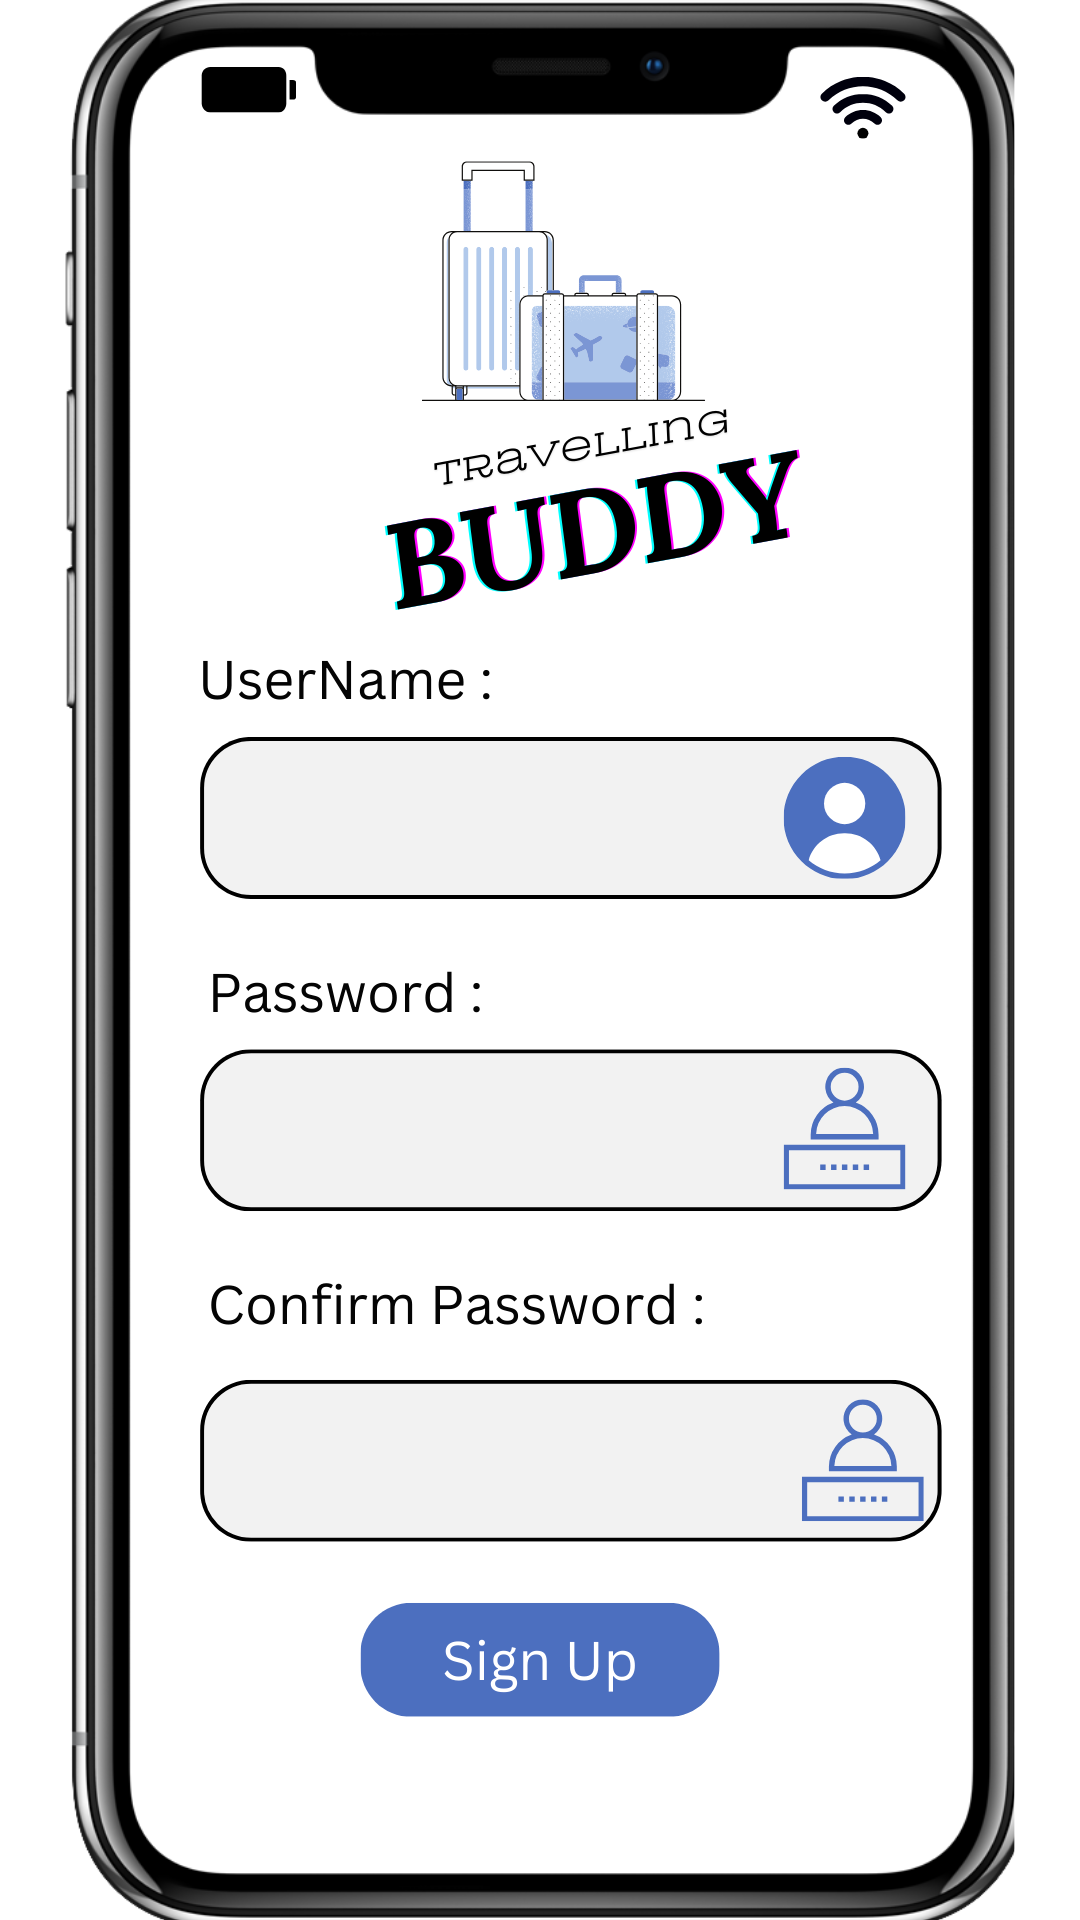 TRavELLING
BUDDY
UserName :
Password :
Confirm Password :
Sign Up